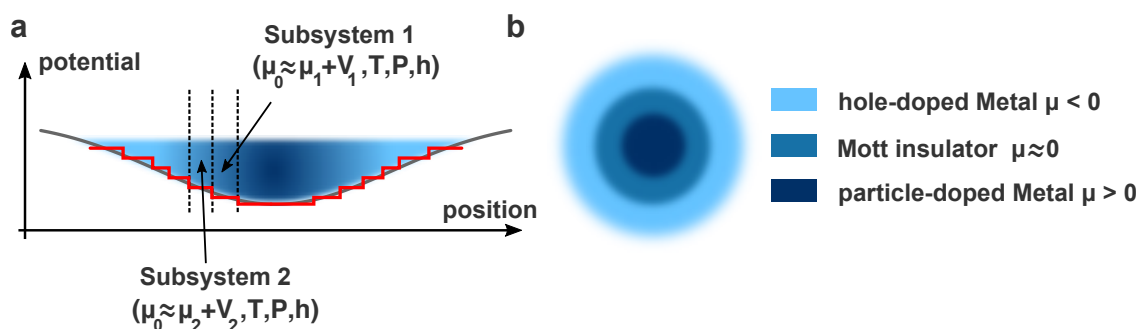 a
potential
Subsystem 1
(μ₀≈μ₁+V₁,T,P,h)
position
Subsystem 2
(μ₀≈μ₂+V₂,T,P,h)
b
hole-doped Metal μ < 0
Mott insulator μ≈0
particle-doped Metal μ > 0